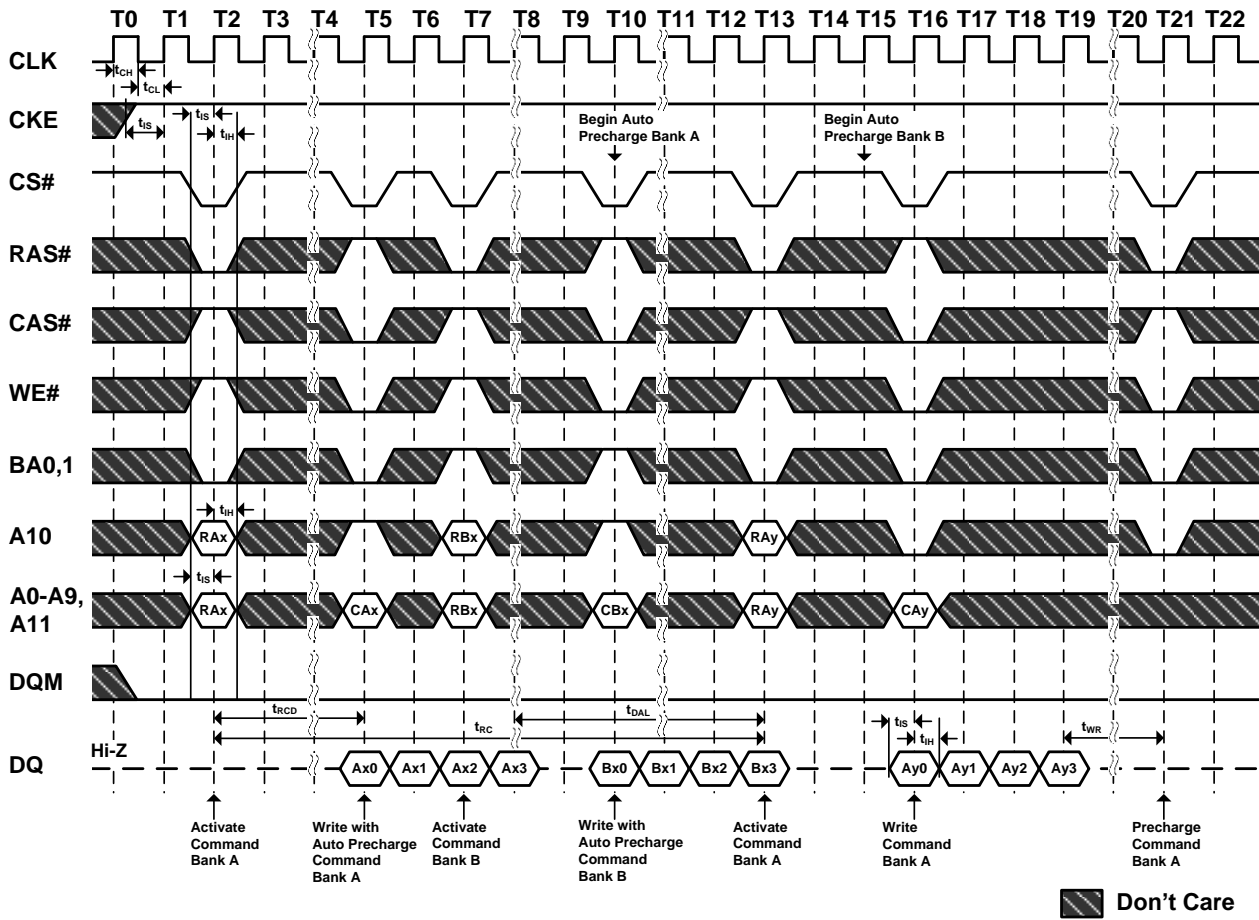 T0 T1 T2 T3 T4 T5 T6 T7 T8 T9 T10 T11 T12 T13 T14 T15 T16 T17 T18 T19 T20 T21 T22
CLK
tCH
tCL
CKE
tIS
tIS
tIH
Begin Auto
Precharge Bank A
Begin Auto
Precharge Bank B
CS#
RAS#
CAS#
WE#
BA0,1
tIH
A10
RAx RBx RAy
tIS
A0-A9,
A11
RAx CAx RBx CBx RAy CAy
DQM
tRCD
tDAL
tRC
tIS
tIH
tWR
Hi-Z
DQ
Ax0 Ax1 Ax2 Ax3 Bx0 Bx1 Bx2 Bx3 Ay0 Ay1 Ay2 Ay3
Activate
Command
Bank A
Write with
Auto Precharge
Command
Bank A
Activate
Command
Bank B
Write with
Auto Precharge
Command
Bank B
Activate
Command
Bank A
Write
Command
Bank A
Precharge
Command
Bank A
Don't Care